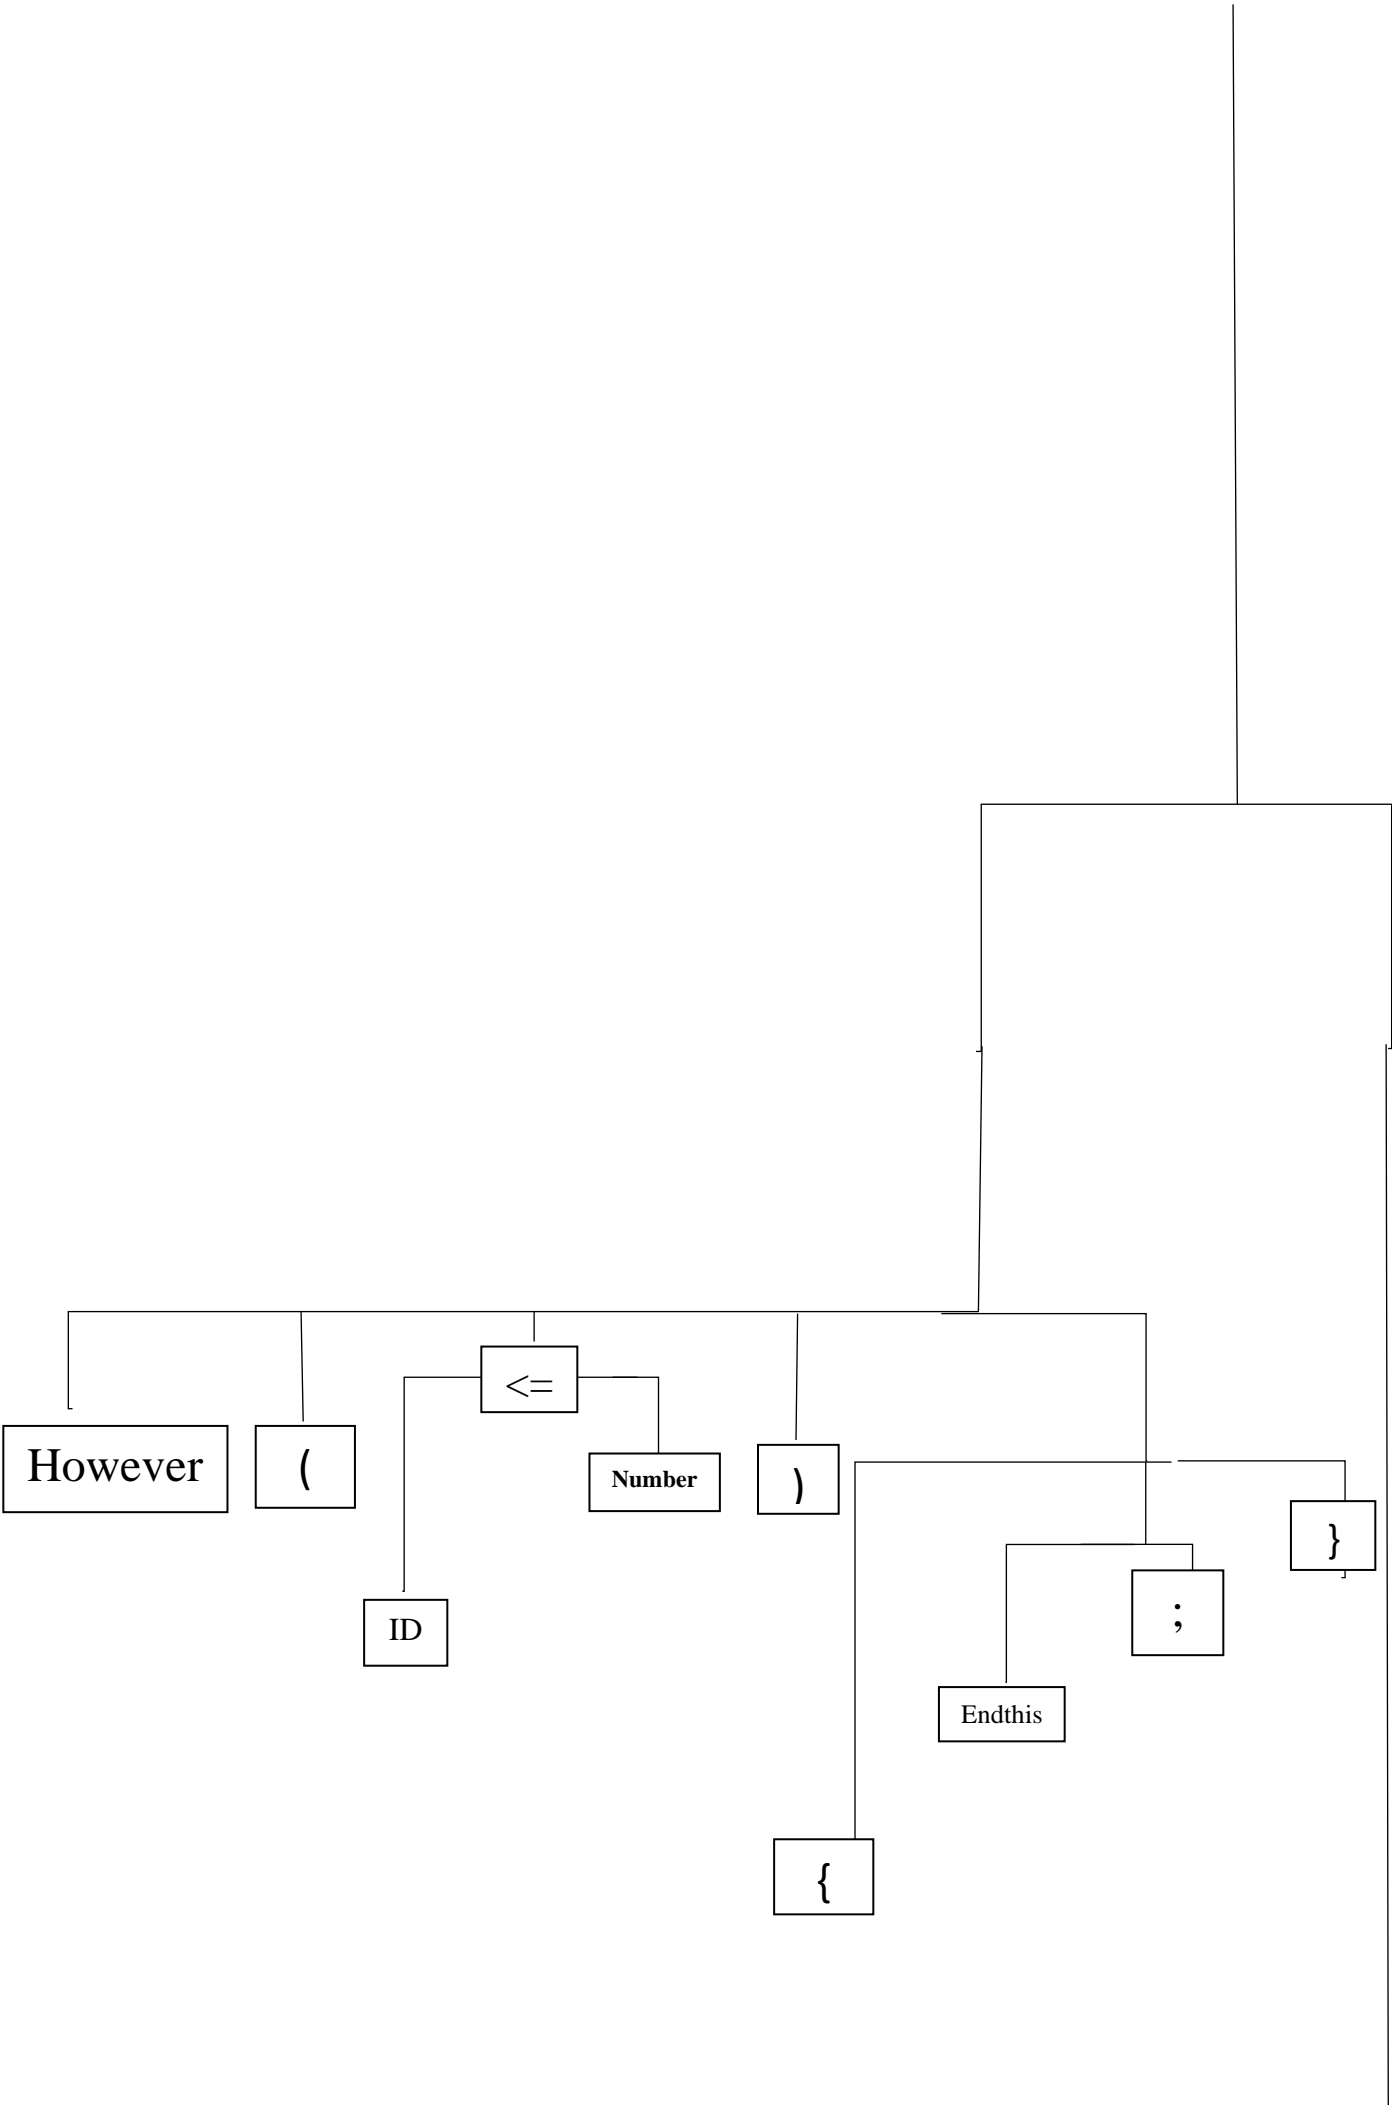 <=
However
(
Number
)
}
ID
;
Endthis
{